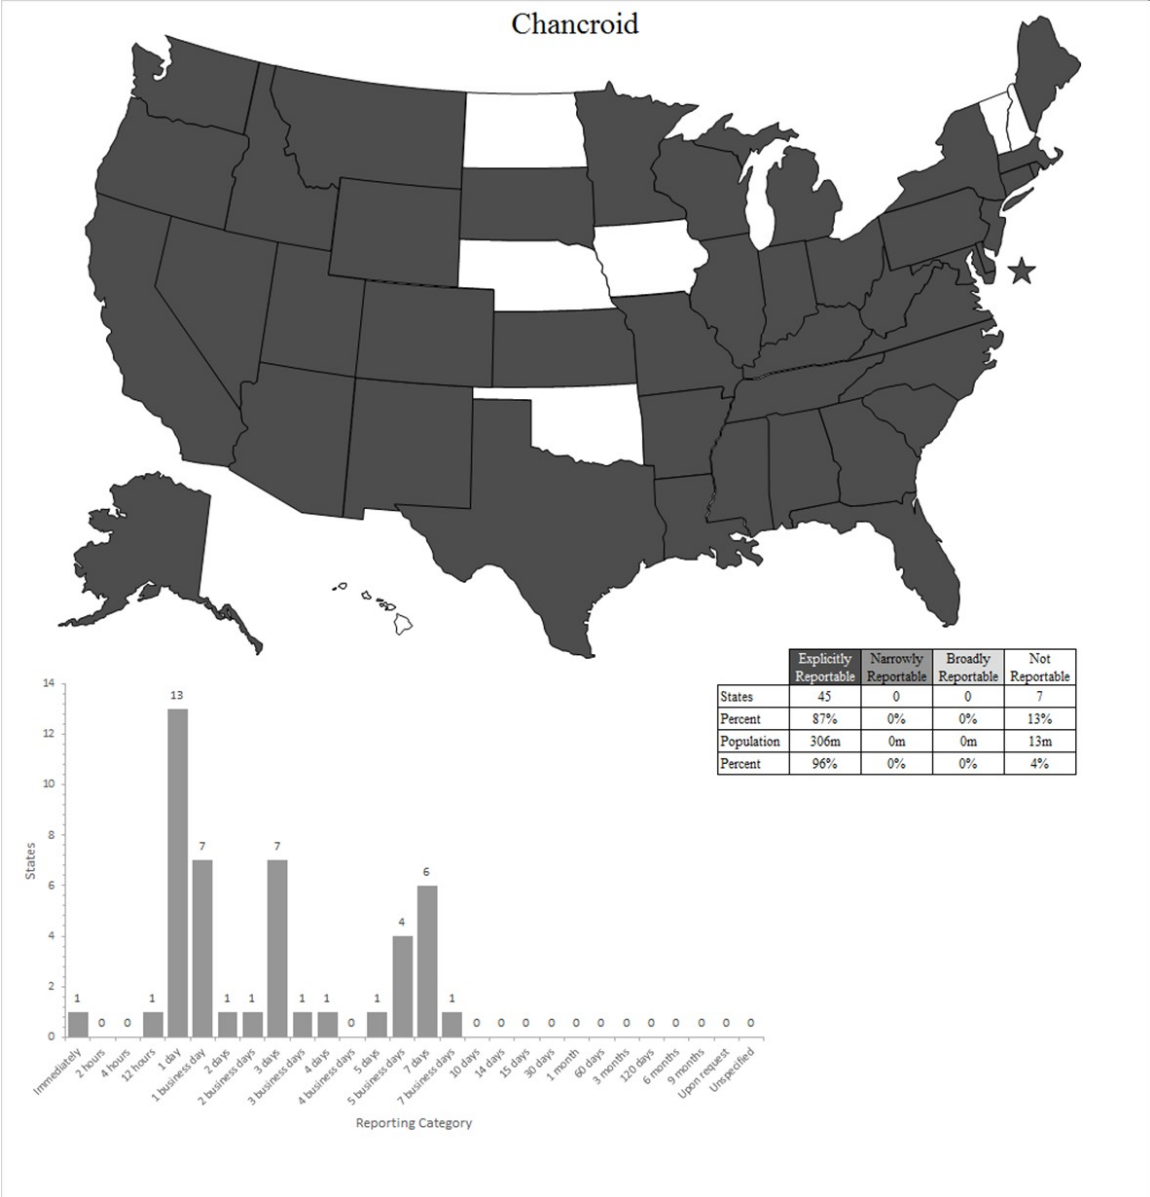 Chancroid
Explicitly Reportable Narrowly Reportable Broadly Reportable Not Reportable
States 45 0 0 7
Percent 87% 0% 0% 13%
Population 306m 0m 0m 13m
Percent 96% 0% 0% 4%
14
12
10
8
6
4
2
0
States
1 0 0 1 13 7 1 1 7 1 1 0 1 4 6 1 0 0 0 0 0 0 0 0 0 0 0 0
Immediately
2 hours
4 hours
12 hours
1 day
1 business day
2 days
2 business days
3 days
3 business days
4 days
4 business days
5 days
5 business days
7 days
7 business days
10 days
14 days
15 days
30 days
1 month
60 days
3 months
120 days
6 months
9 months
Upon request
Unspecified
Reporting Category